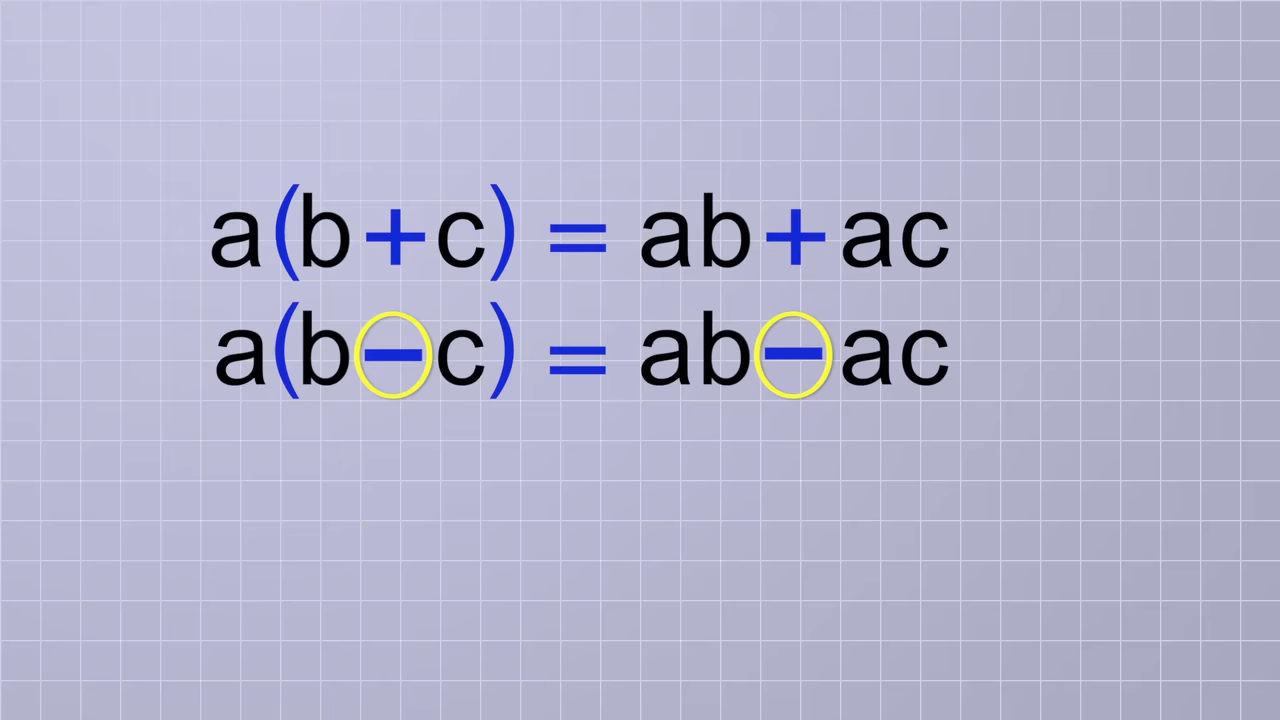 a(b+c) = ab+ac
a(b−c) = ab−ac